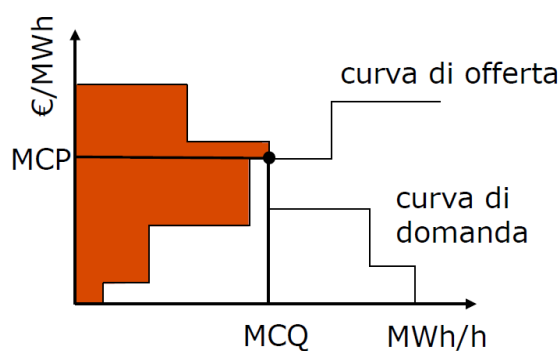 €/MWh
curva di offerta
MCP
curva di
domanda
MCQ
MWh/h